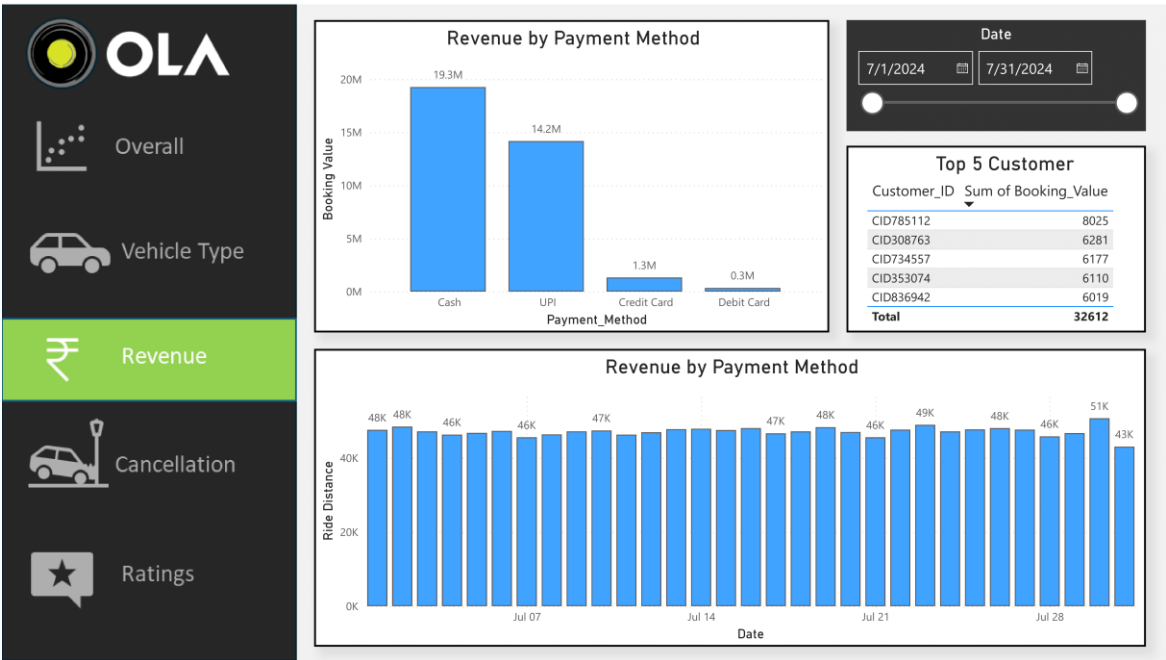 OLA
Overall
Vehicle Type
Revenue
Cancellation
Ratings
Revenue by Payment Method
Booking Value
20M
15M
10M
5M
0M
19.3M
14.2M
1.3M
0.3M
Cash UPI Credit Card Debit Card
Payment_Method
Date
7/1/2024 7/31/2024
Top 5 Customer
Customer_ID Sum of Booking_Value
CID785112 8025
CID308763 6281
CID734557 6177
CID353074 6110
CID836942 6019
Total 32612
Revenue by Payment Method
Ride Distance
40K
20K
0K
48K 48K 46K 46K 47K 47K 48K 46K 49K 48K 46K 51K 43K
Jul 07 Jul 14 Jul 21 Jul 28
Date